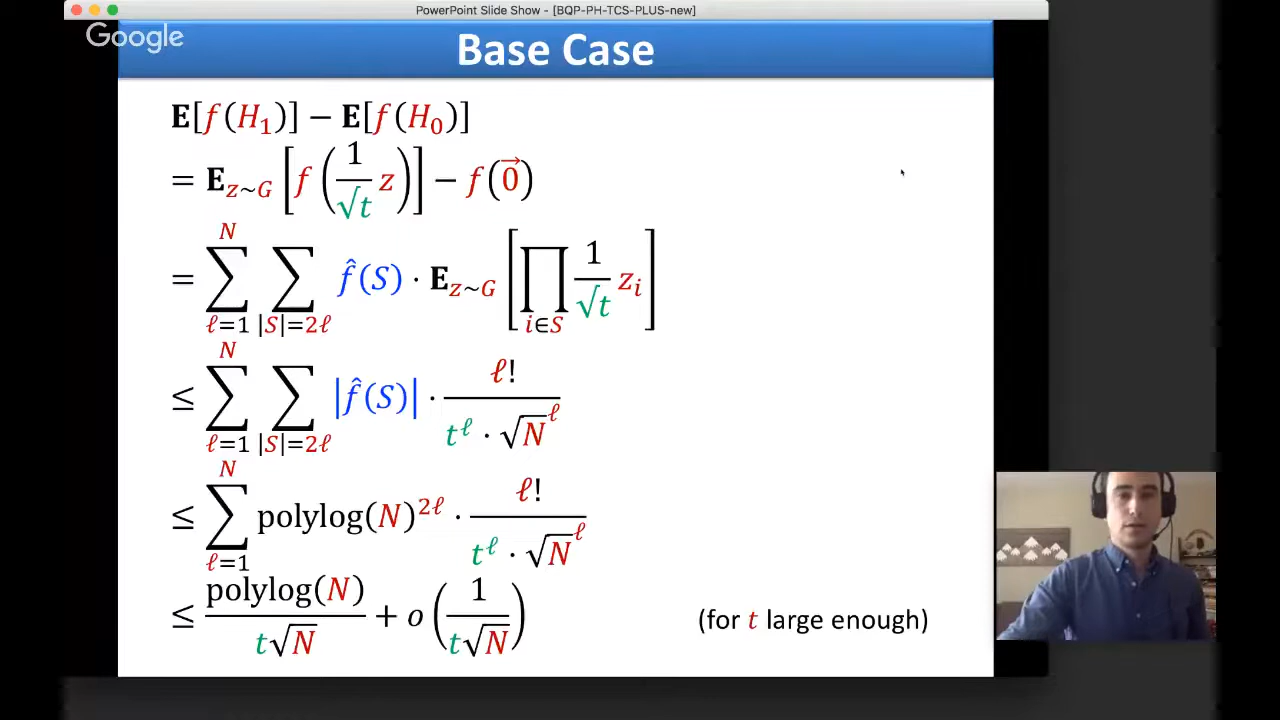 PowerPoint Slide Show - [BQP-PH-TCS-PLUS-new]
Google
Base Case
𝐄[f(H₁)] − 𝐄[f(H₀)]
= 𝐄_{z~G} [f(1/√t z)] − f(0⃗)
= ∑_{ℓ=1}^{N} ∑_{|S|=2ℓ} f̂(S) · 𝐄_{z~G} [∏_{i∈S} 1/√t z_i]
≤ ∑_{ℓ=1}^{N} ∑_{|S|=2ℓ} |f̂(S)| · ℓ!/(t^ℓ · √N^ℓ)
≤ ∑_{ℓ=1}^{N} polylog(N)^{2ℓ} · ℓ!/(t^ℓ · √N^ℓ)
≤ polylog(N)/(t√N) + o(1/(t√N)) (for t large enough)